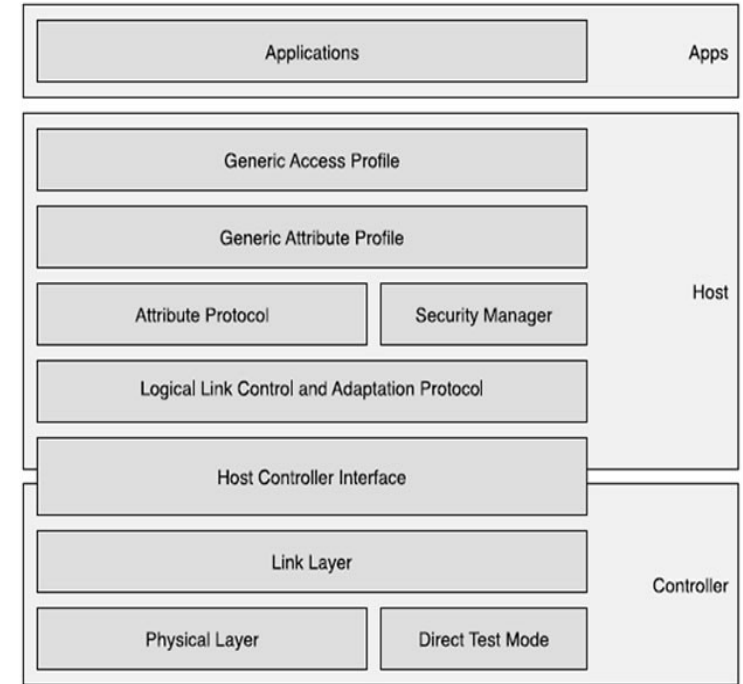 Applications
Apps
Generic Access Profile
Generic Attribute Profile
Host
Attribute Protocol
Security Manager
Logical Link Control and Adaptation Protocol
Host Controller Interface
Link Layer
Controller
Physical Layer
Direct Test Mode